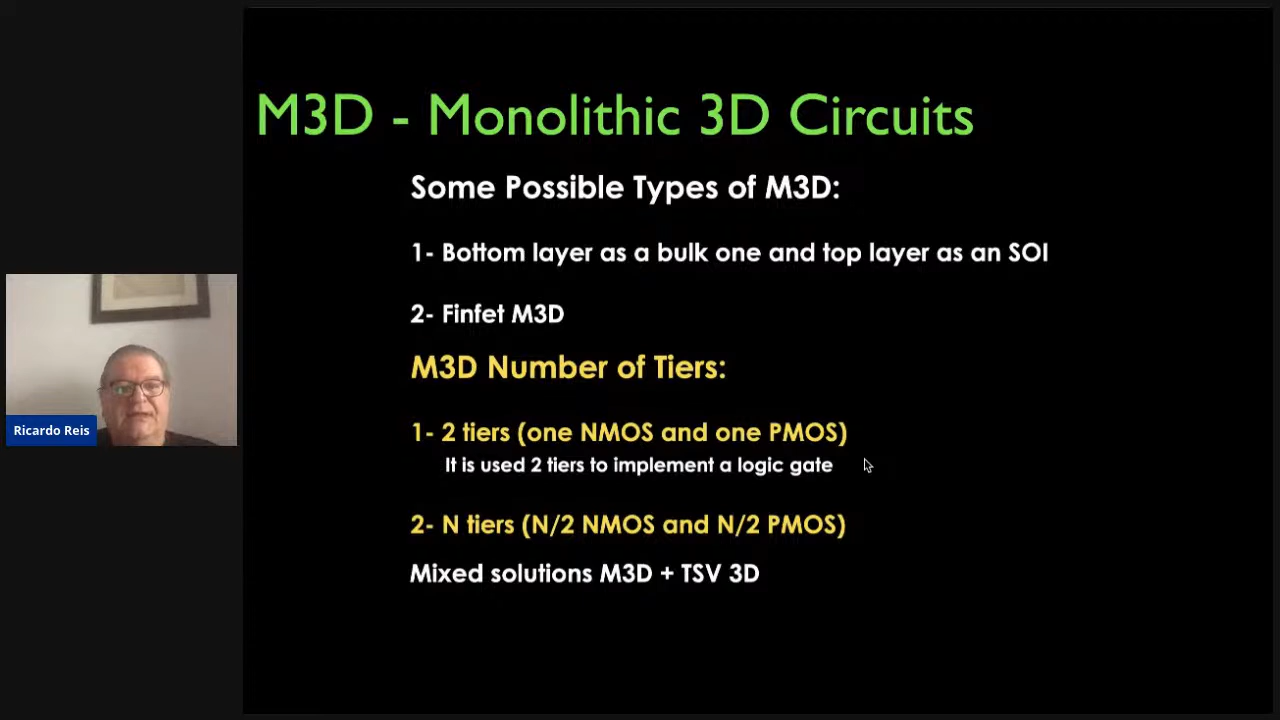 M3D - Monolithic 3D Circuits
Some Possible Types of M3D:
1- Bottom layer as a bulk one and top layer as an SOI
2- Finfet M3D
M3D Number of Tiers:
1- 2 tiers (one NMOS and one PMOS)
It is used 2 tiers to implement a logic gate
2- N tiers (N/2 NMOS and N/2 PMOS)
Mixed solutions M3D + TSV 3D
Ricardo Reis